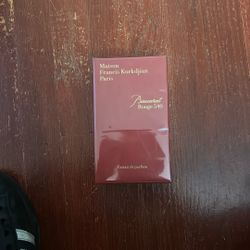 Maison
Francis Kurkdjian
Paris
Baccarat
Rouge 540
Extrait de parfum